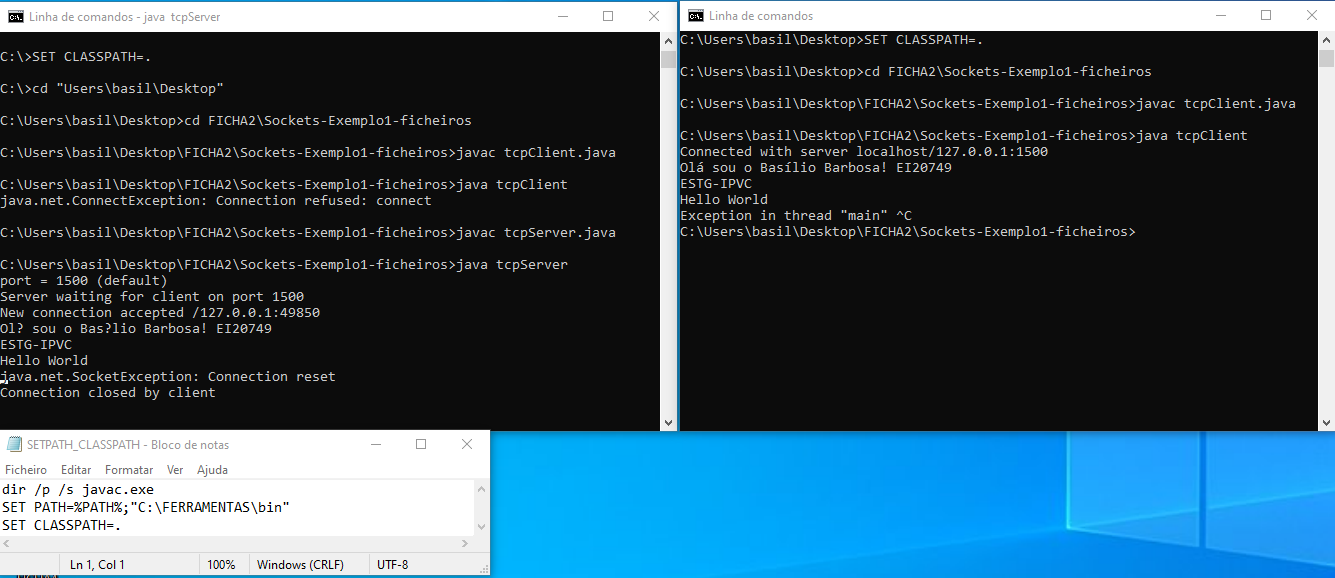 Linha de comandos - java tcpServer
C:\>SET CLASSPATH=.
C:\>cd "Users\basil\Desktop"
C:\Users\basil\Desktop>cd FICHA2\Sockets-Exemplo1-ficheiros
C:\Users\basil\Desktop\FICHA2\Sockets-Exemplo1-ficheiros>javac tcpClient.java
C:\Users\basil\Desktop\FICHA2\Sockets-Exemplo1-ficheiros>java tcpClient
java.net.ConnectException: Connection refused: connect
C:\Users\basil\Desktop\FICHA2\Sockets-Exemplo1-ficheiros>javac tcpServer.java
C:\Users\basil\Desktop\FICHA2\Sockets-Exemplo1-ficheiros>java tcpServer
port = 1500 (default)
Server waiting for client on port 1500
New connection accepted /127.0.0.1:49850
Ol? sou o Bas?lio Barbosa! EI20749
ESTG-IPVC
Hello World
java.net.SocketException: Connection reset
Connection closed by client
Linha de comandos
C:\Users\basil\Desktop>SET CLASSPATH=.
C:\Users\basil\Desktop>cd FICHA2\Sockets-Exemplo1-ficheiros
C:\Users\basil\Desktop\FICHA2\Sockets-Exemplo1-ficheiros>javac tcpClient.java
C:\Users\basil\Desktop\FICHA2\Sockets-Exemplo1-ficheiros>java tcpClient
Connected with server localhost/127.0.0.1:1500
Olá sou o Basílio Barbosa! EI20749
ESTG-IPVC
Hello World
Exception in thread "main" ^C
C:\Users\basil\Desktop\FICHA2\Sockets-Exemplo1-ficheiros>
SETPATH_CLASSPATH - Bloco de notas
Ficheiro Editar Formatar Ver Ajuda
dir /p /s javac.exe
SET PATH=%PATH%;"C:\FERRAMENTAS\bin"
SET CLASSPATH=.
Ln 1, Col 1 100% Windows (CRLF) UTF-8